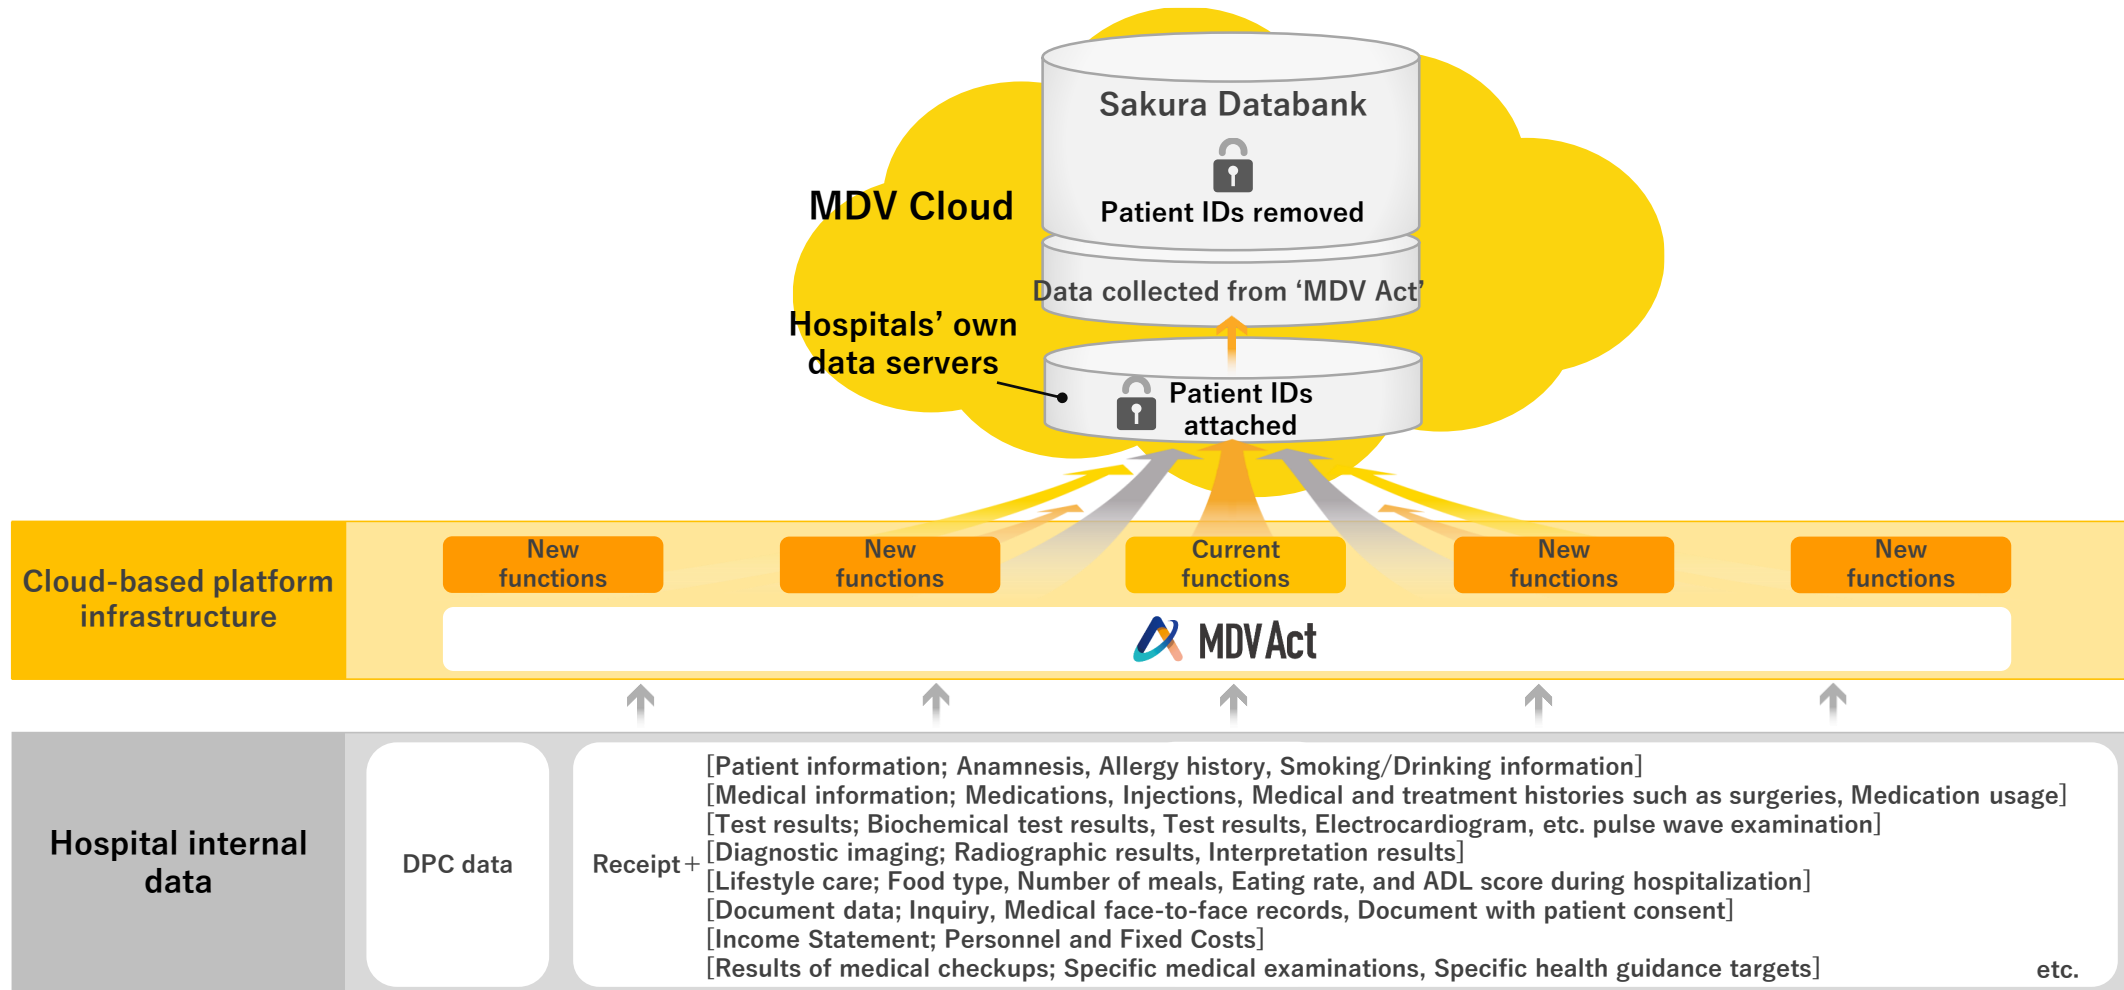 Sakura Databank
Patient IDs removed
MDV Cloud
Data collected from ‘MDV Act’
Hospitals’ own
data servers
Patient IDs
attached
Cloud-based platform
infrastructure
New
functions
New
functions
Current
functions
New
functions
New
functions
MDV Act
Hospital internal
data
DPC data
Receipt+
[Patient information; Anamnesis, Allergy history, Smoking/Drinking information]
[Medical information; Medications, Injections, Medical and treatment histories such as surgeries, Medication usage]
[Test results; Biochemical test results, Test results, Electrocardiogram, etc. pulse wave examination]
[Diagnostic imaging; Radiographic results, Interpretation results]
[Lifestyle care; Food type, Number of meals, Eating rate, and ADL score during hospitalization]
[Document data; Inquiry, Medical face-to-face records, Document with patient consent]
[Income Statement; Personnel and Fixed Costs]
[Results of medical checkups; Specific medical examinations, Specific health guidance targets]
etc.